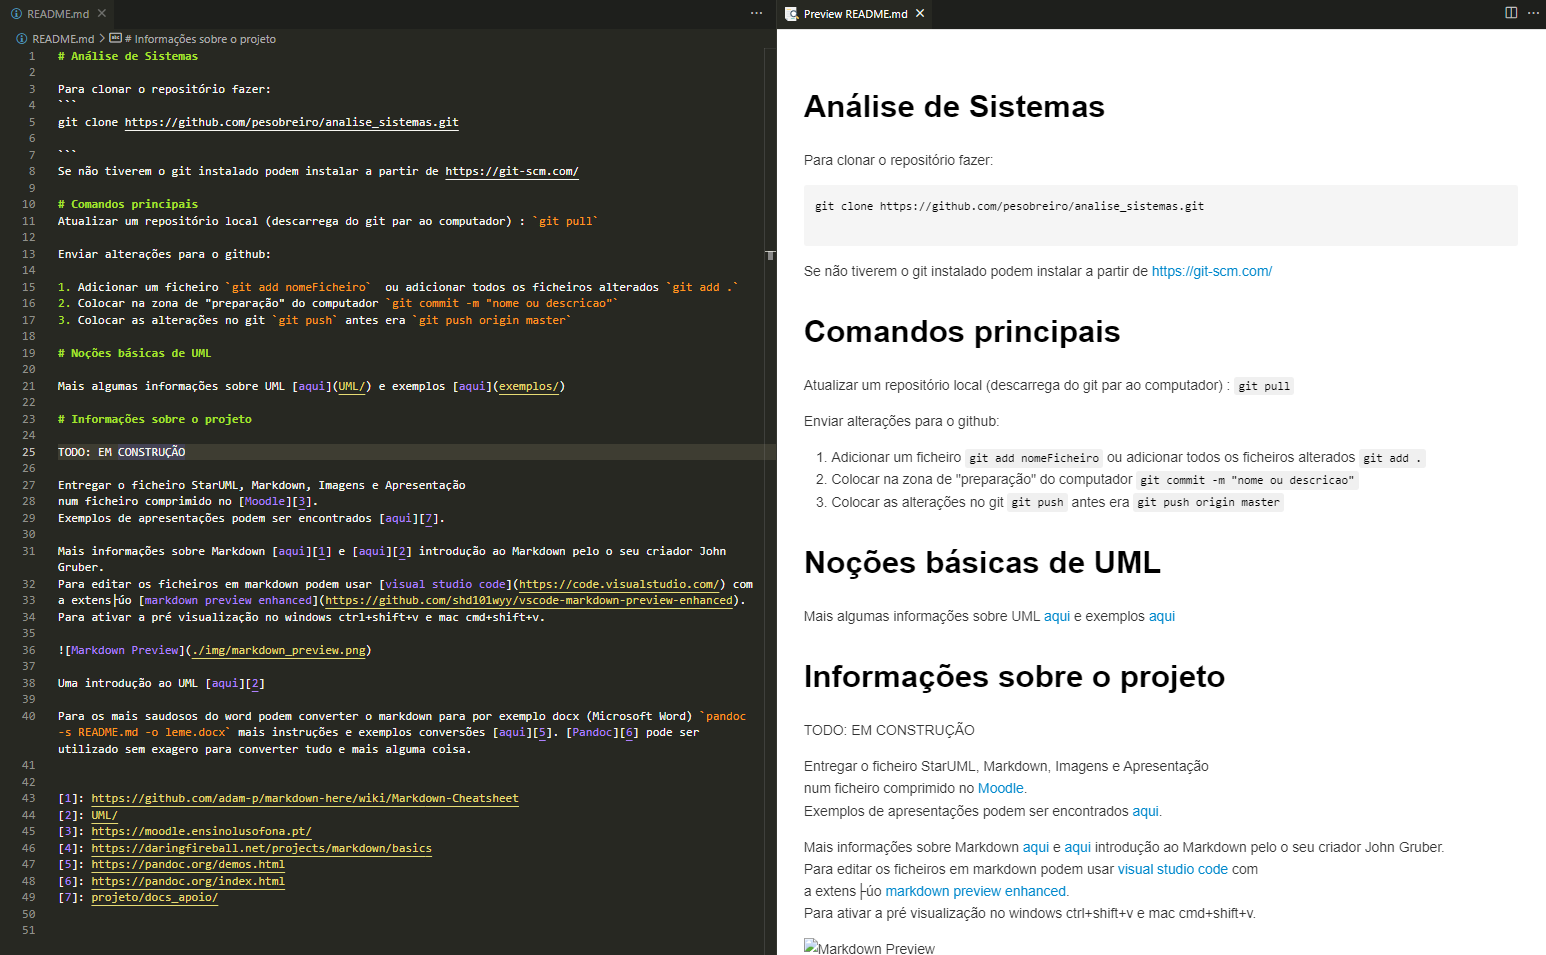 README.md
README.md > # Informações sobre o projeto
1 # Análise de Sistemas
2
3 Para clonar o repositório fazer:
4 ```
5 git clone https://github.com/pesobreiro/analise_sistemas.git
6
7 ```
8 Se não tiverem o git instalado podem instalar a partir de https://git-scm.com/
9
10 # Comandos principais
11 Atualizar um repositório local (descarrega do git par ao computador) : `git pull`
12
13 Enviar alterações para o github:
14
15 1. Adicionar um ficheiro `git add nomeFicheiro`  ou adicionar todos os ficheiros alterados `git add .`
16 2. Colocar na zona de "preparação" do computador `git commit -m "nome ou descricao"`
17 3. Colocar as alterações no git `git push` antes era `git push origin master`
18
19 # Noções básicas de UML
20
21 Mais algumas informações sobre UML [aqui](UML/) e exemplos [aqui](exemplos/)
22
23 # Informações sobre o projeto
24
25 TODO: EM CONSTRUÇÃO
26
27 Entregar o ficheiro StarUML, Markdown, Imagens e Apresentação
28 num ficheiro comprimido no [Moodle][3].
29 Exemplos de apresentações podem ser encontrados [aqui][7].
30
31 Mais informações sobre Markdown [aqui][1] e [aqui][2] introdução ao Markdown pelo o seu criador John
Gruber.
32 Para editar os ficheiros em markdown podem usar [visual studio code](https://code.visualstudio.com/) com
33 a extens├úo [markdown preview enhanced](https://github.com/shd101wyy/vscode-markdown-preview-enhanced).
34 Para ativar a pré visualização no windows ctrl+shift+v e mac cmd+shift+v.
35
36 ![Markdown Preview](./img/markdown_preview.png)
37
38 Uma introdução ao UML [aqui][2]
39
40 Para os mais saudosos do word podem converter o markdown para por exemplo docx (Microsoft Word) `pandoc
-s README.md -o leme.docx` mais instruções e exemplos conversões [aqui][5]. [Pandoc][6] pode ser
utilizado sem exagero para converter tudo e mais alguma coisa.
41
42
43 [1]: https://github.com/adam-p/markdown-here/wiki/Markdown-Cheatsheet
44 [2]: UML/
45 [3]: https://moodle.ensinolusofona.pt/
46 [4]: https://daringfireball.net/projects/markdown/basics
47 [5]: https://pandoc.org/demos.html
48 [6]: https://pandoc.org/index.html
49 [7]: projeto/docs_apoio/
50
51
Preview README.md
Análise de Sistemas
Para clonar o repositório fazer:
git clone https://github.com/pesobreiro/analise_sistemas.git
Se não tiverem o git instalado podem instalar a partir de https://git-scm.com/
Comandos principais
Atualizar um repositório local (descarrega do git par ao computador) : git pull
Enviar alterações para o github:
1. Adicionar um ficheiro git add nomeFicheiro ou adicionar todos os ficheiros alterados git add .
2. Colocar na zona de "preparação" do computador git commit -m "nome ou descricao"
3. Colocar as alterações no git git push antes era git push origin master
Noções básicas de UML
Mais algumas informações sobre UML aqui e exemplos aqui
Informações sobre o projeto
TODO: EM CONSTRUÇÃO
Entregar o ficheiro StarUML, Markdown, Imagens e Apresentação
num ficheiro comprimido no Moodle.
Exemplos de apresentações podem ser encontrados aqui.
Mais informações sobre Markdown aqui e aqui introdução ao Markdown pelo o seu criador John Gruber.
Para editar os ficheiros em markdown podem usar visual studio code com
a extens├úo markdown preview enhanced.
Para ativar a pré visualização no windows ctrl+shift+v e mac cmd+shift+v.
Markdown Preview